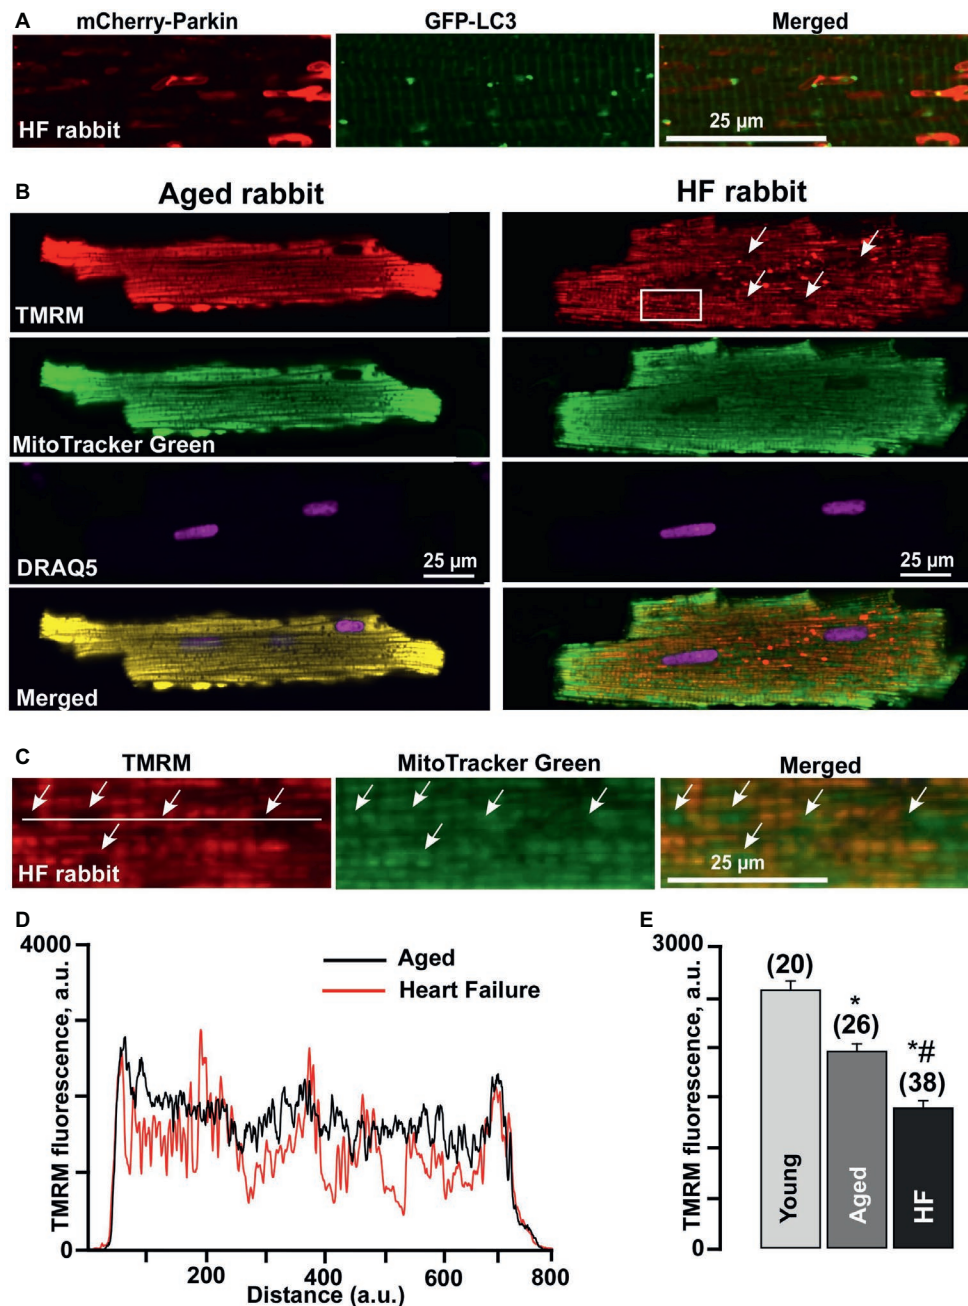 A
mCherry-Parkin GFP-LC3 Merged
HF rabbit
25 µm
B
Aged rabbit HF rabbit
TMRM
MitoTracker Green
DRAQ5
25 µm 25 µm
Merged
C
TMRM MitoTracker Green Merged
HF rabbit
25 µm
D
4000
TMRM fluorescence, a.u.
0
Aged
Heart Failure
200 400 600 800
Distance (a.u.)
E
3000
TMRM fluorescence, a.u.
0
(20)
*
(26)
*#
(38)
Young
Aged
HF